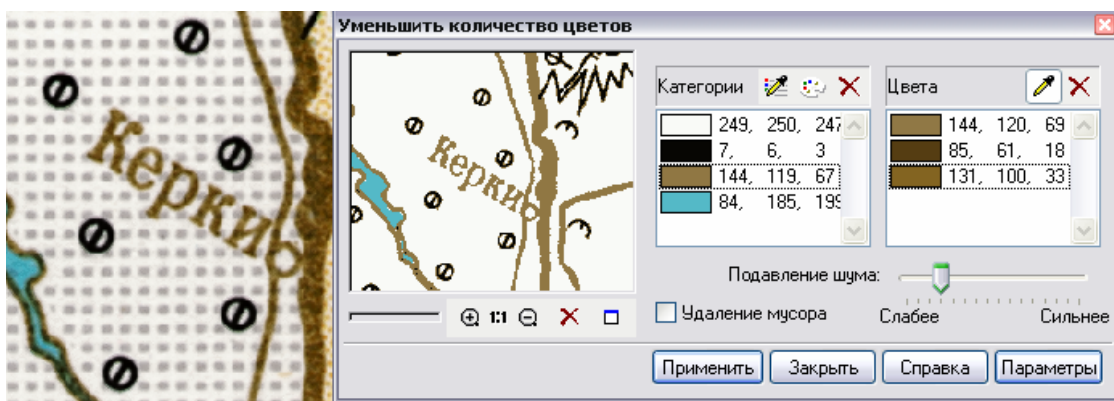 Керки
Уменьшить количество цветов
Керки
Категории
249, 250, 247
7, 6, 3
144, 119, 67
84, 185, 199
Цвета
144, 120, 69
85, 61, 18
131, 100, 33
1:1
Подавление шума:
Удаление мусора
Слабее
Сильнее
Применить
Закрыть
Справка
Параметры